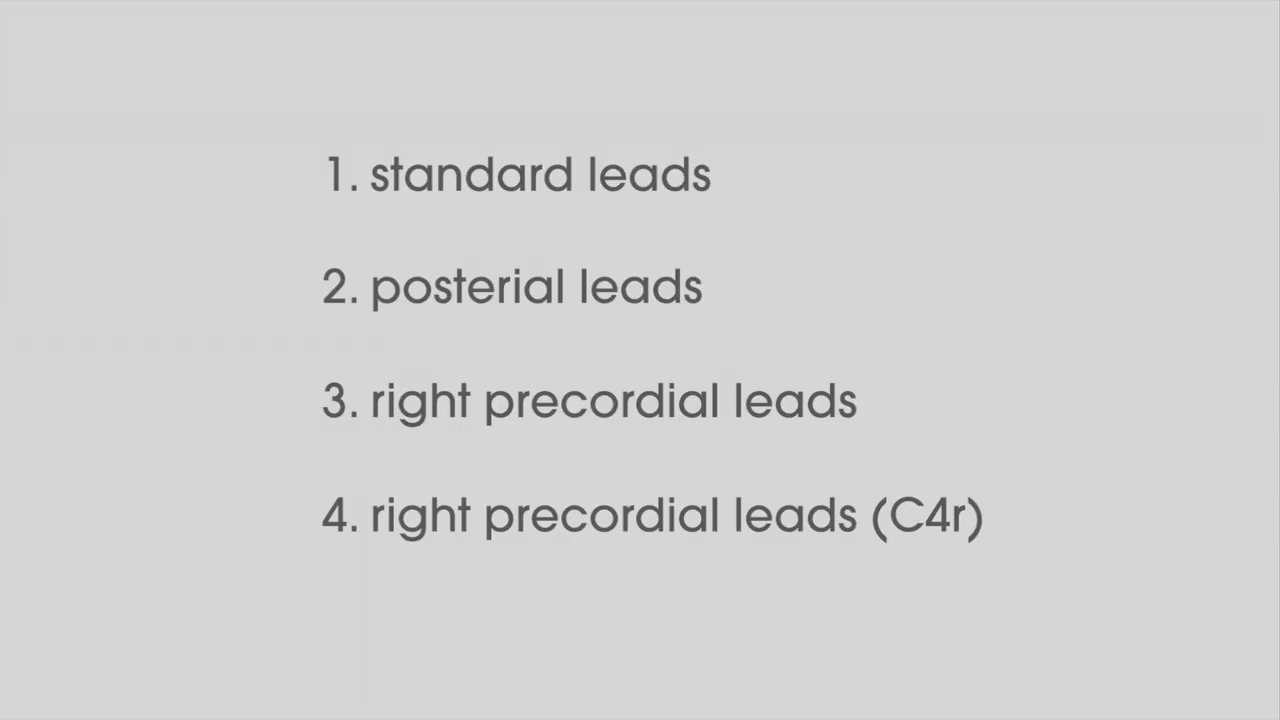 1. standard leads
2. posterial leads
3. right precordial leads
4. right precordial leads (C4r)